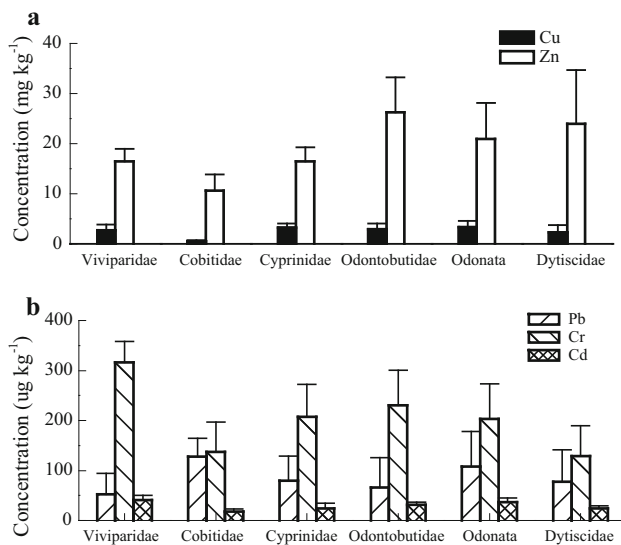 a
Cu
Zn
Concentration (mg kg⁻¹)
40
30
20
10
0
Viviparidae Cobitidae Cyprinidae Odontobutidae Odonata Dytiscidae
b
Pb
Cr
Cd
Concentration (ug kg⁻¹)
400
300
200
100
0
Viviparidae Cobitidae Cyprinidae Odontobutidae Odonata Dytiscidae